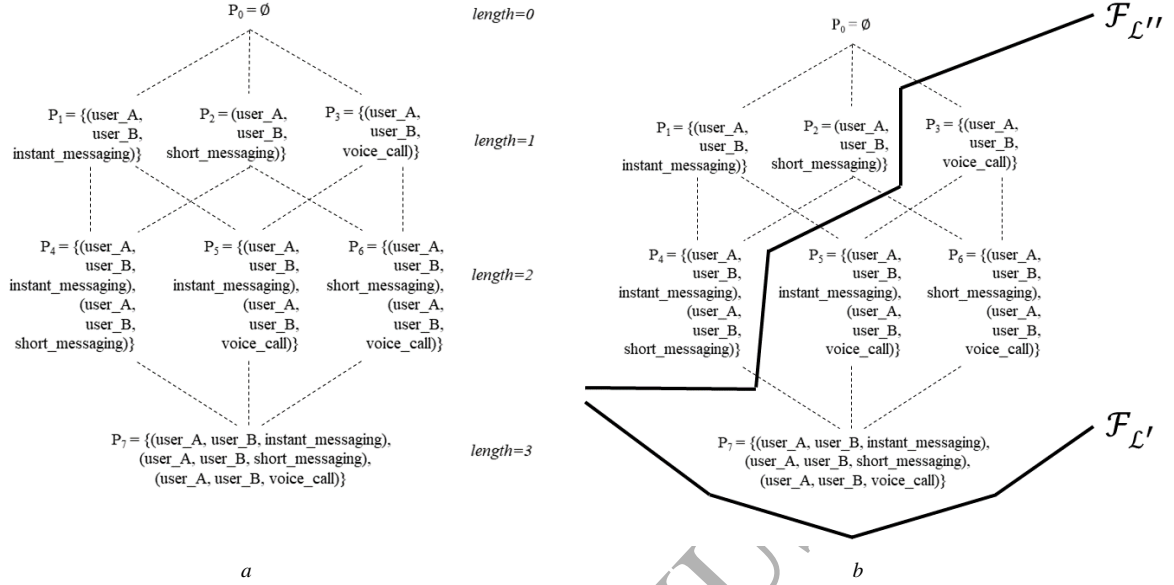 P0 = Ø
length=0
P1 = {(user_A,
user_B,
instant_messaging)}
P2 = (user_A,
user_B,
short_messaging)}
P3 = {(user_A,
user_B,
voice_call)}
length=1
P4 = {(user_A,
user_B,
instant_messaging),
(user_A,
user_B,
short_messaging)}
P5 = {(user_A,
user_B,
instant_messaging),
(user_A,
user_B,
voice_call)}
P6 = {(user_A,
user_B,
short_messaging),
(user_A,
user_B,
voice_call)}
length=2
P7 = {(user_A, user_B, instant_messaging),
(user_A, user_B, short_messaging),
(user_A, user_B, voice_call)}
length=3
a
P0 = Ø
ℱℒ''
P1 = {(user_A,
user_B,
instant_messaging)}
P2 = (user_A,
user_B,
short_messaging)}
P3 = {(user_A,
user_B,
voice_call)}
P4 = {(user_A,
user_B,
instant_messaging),
(user_A,
user_B,
short_messaging)}
P5 = {(user_A,
user_B,
instant_messaging),
(user_A,
user_B,
voice_call)}
P6 = {(user_A,
user_B,
short_messaging),
(user_A,
user_B,
voice_call)}
P7 = {(user_A, user_B, instant_messaging),
(user_A, user_B, short_messaging),
(user_A, user_B, voice_call)}
ℱℒ'
b